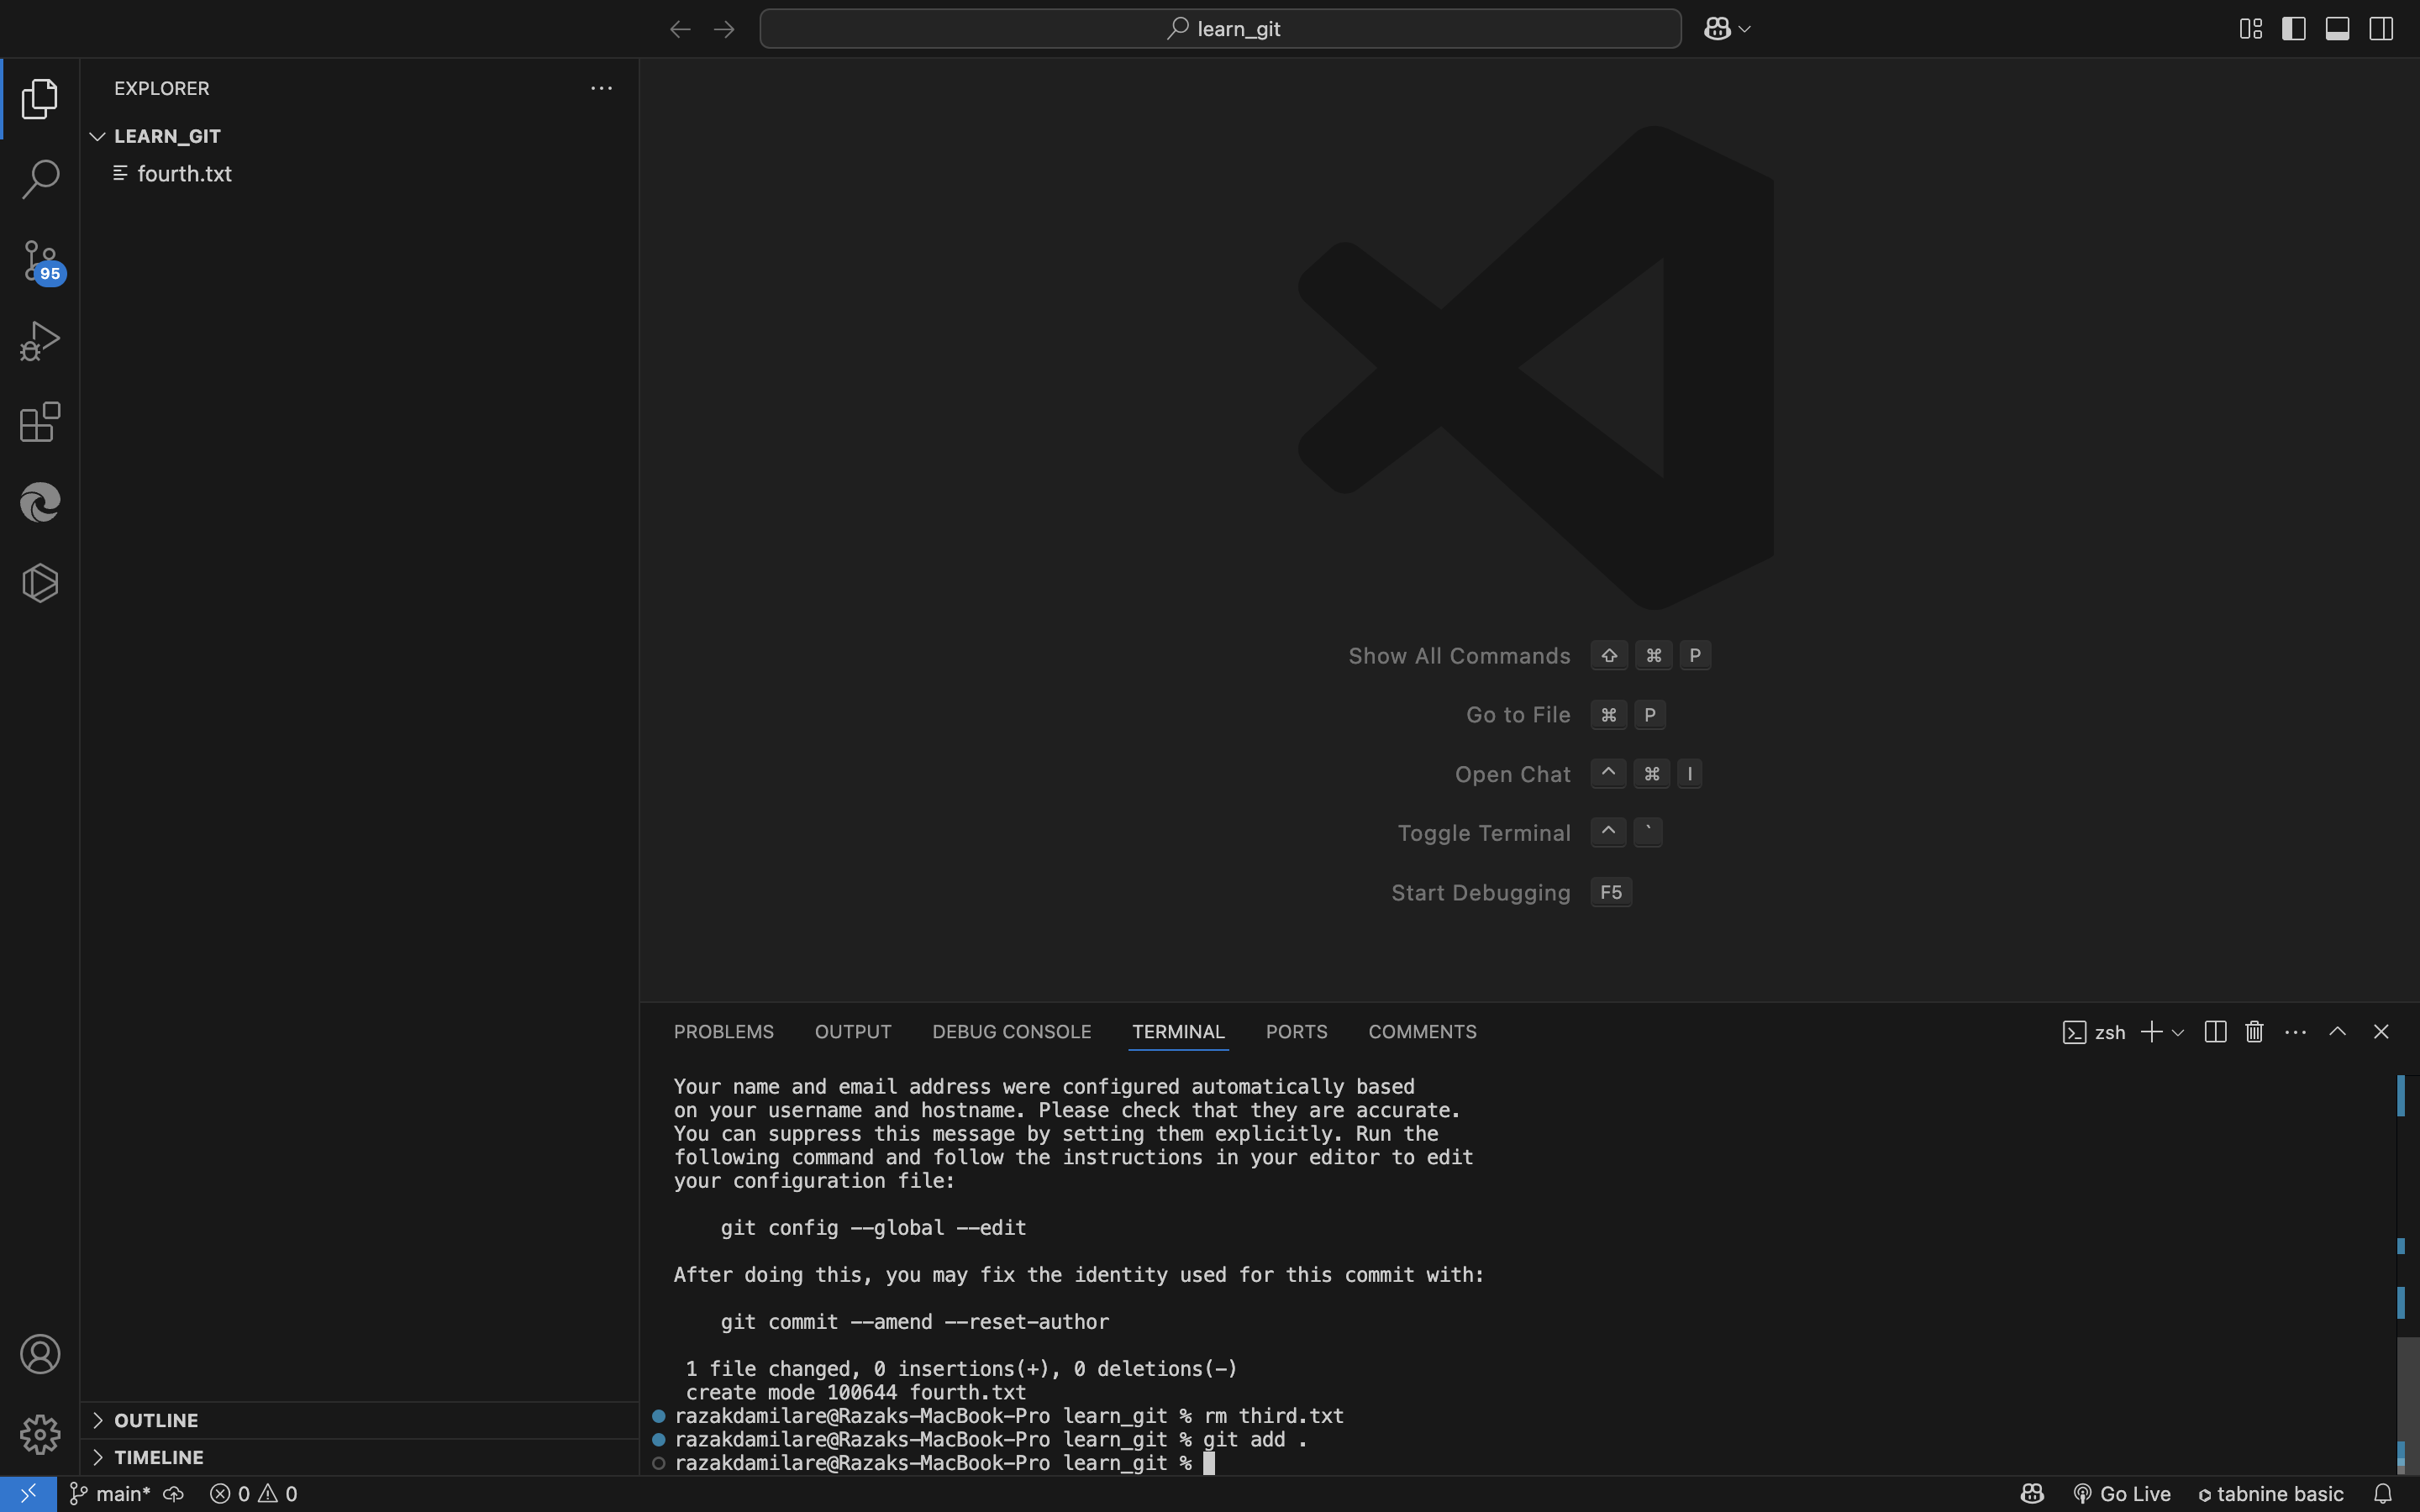 learn_git
EXPLORER
LEARN_GIT
fourth.txt
95
Show All Commands ⇧ ⌘ P
Go to File ⌘ P
Open Chat ^ ⌘ I
Toggle Terminal ^ `
Start Debugging F5
PROBLEMS OUTPUT DEBUG CONSOLE TERMINAL PORTS COMMENTS
zsh
Your name and email address were configured automatically based
on your username and hostname. Please check that they are accurate.
You can suppress this message by setting them explicitly. Run the
following command and follow the instructions in your editor to edit
your configuration file:
git config --global --edit
After doing this, you may fix the identity used for this commit with:
git commit --amend --reset-author
1 file changed, 0 insertions(+), 0 deletions(-)
create mode 100644 fourth.txt
razakdamilare@Razaks-MacBook-Pro learn_git % rm third.txt
razakdamilare@Razaks-MacBook-Pro learn_git % git add .
razakdamilare@Razaks-MacBook-Pro learn_git %
OUTLINE
TIMELINE
main* 0 0
Go Live tabnine basic